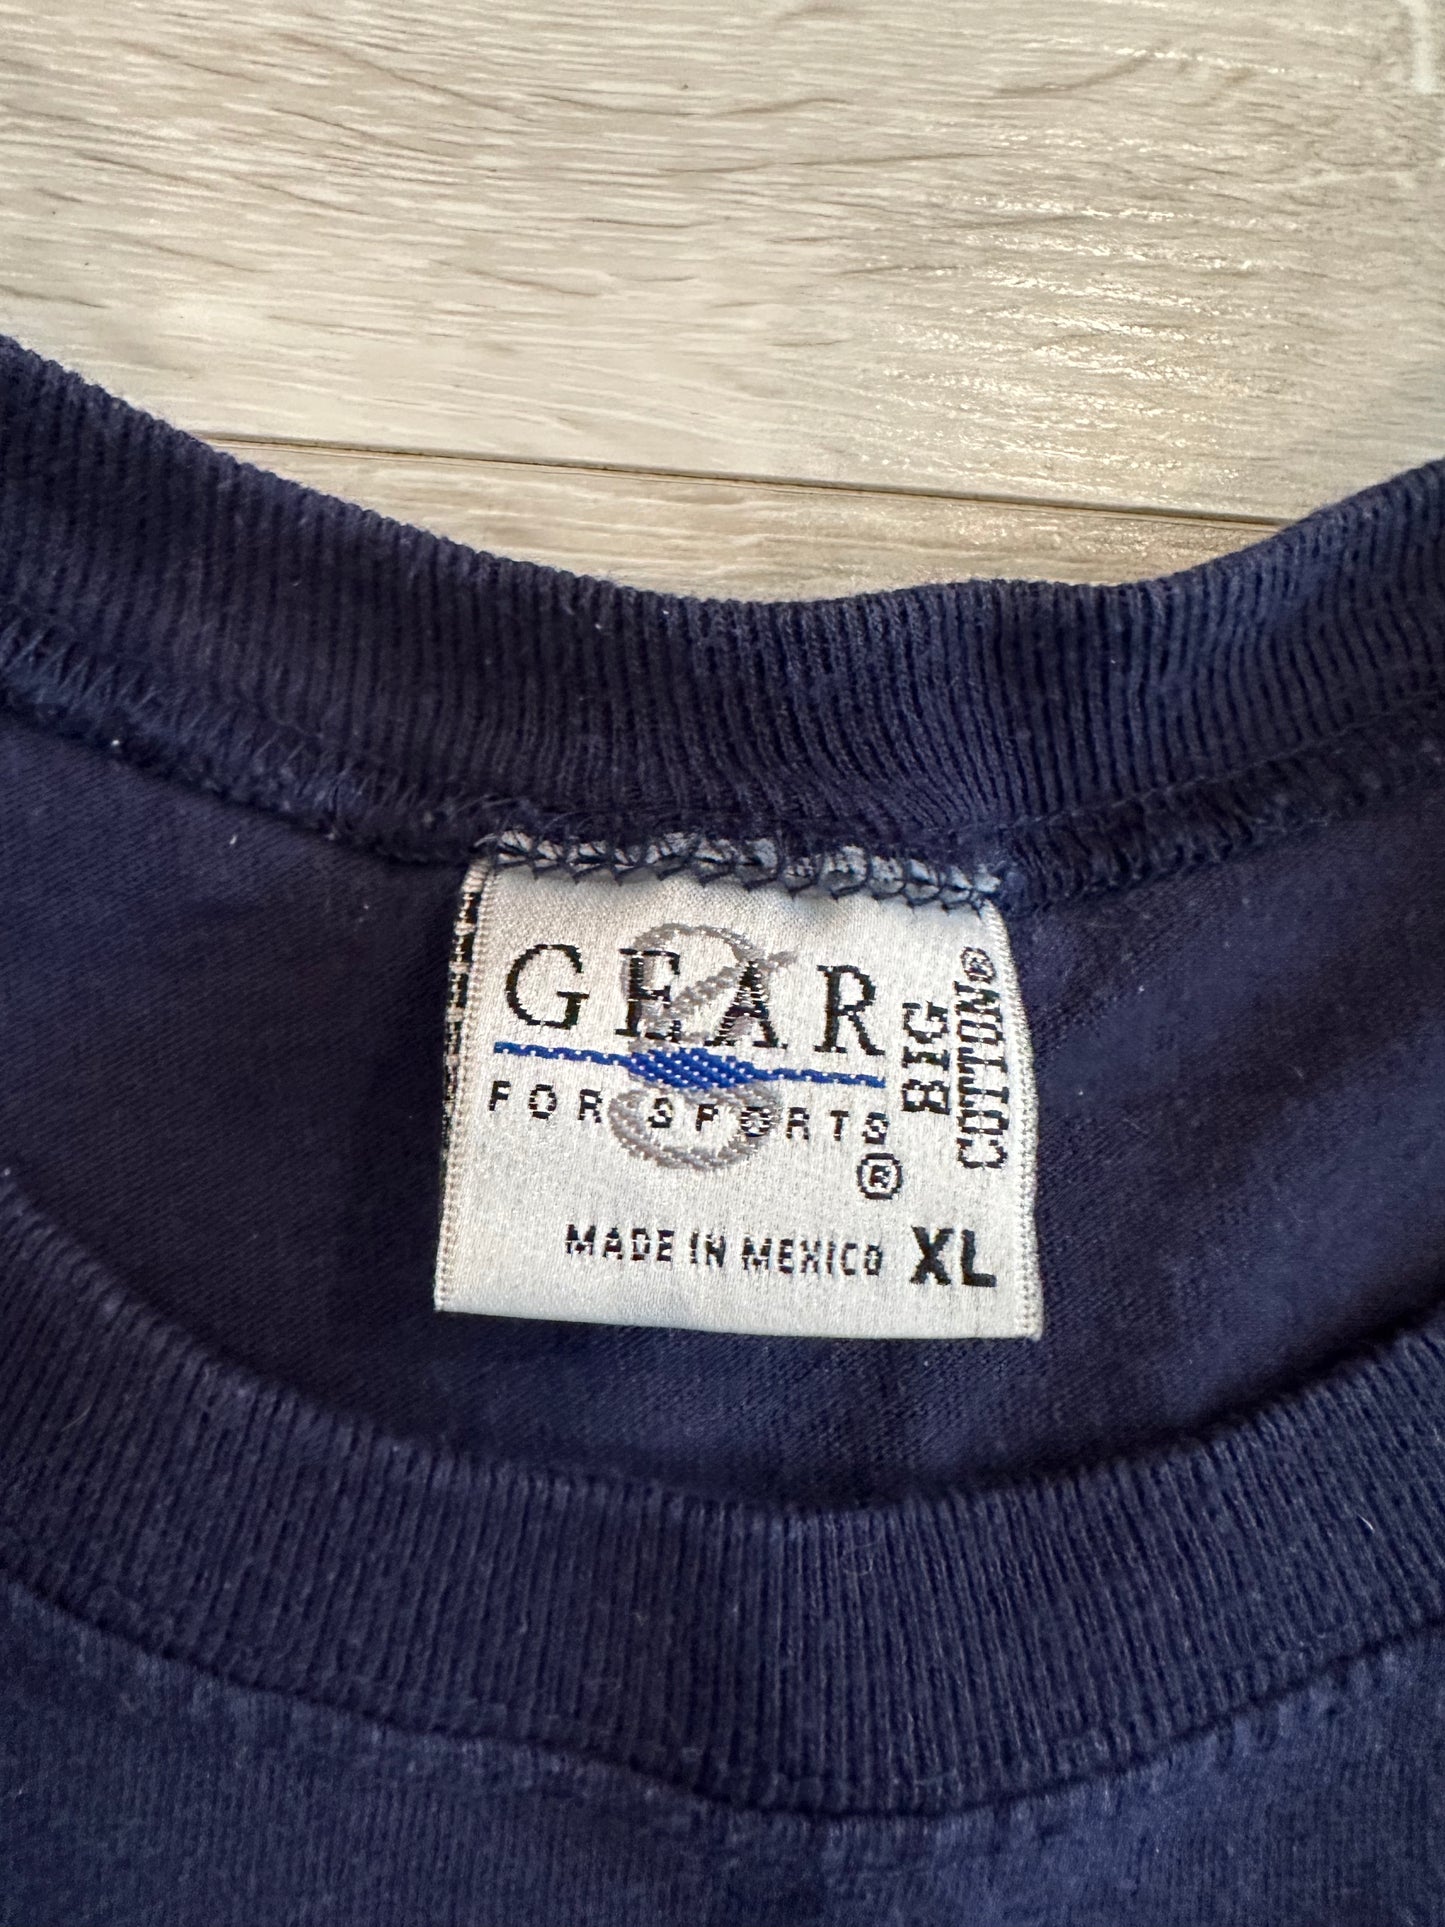 GEAR
FOR SPORTS
®
BIG
COTTON®
MADE IN MEXICO XL